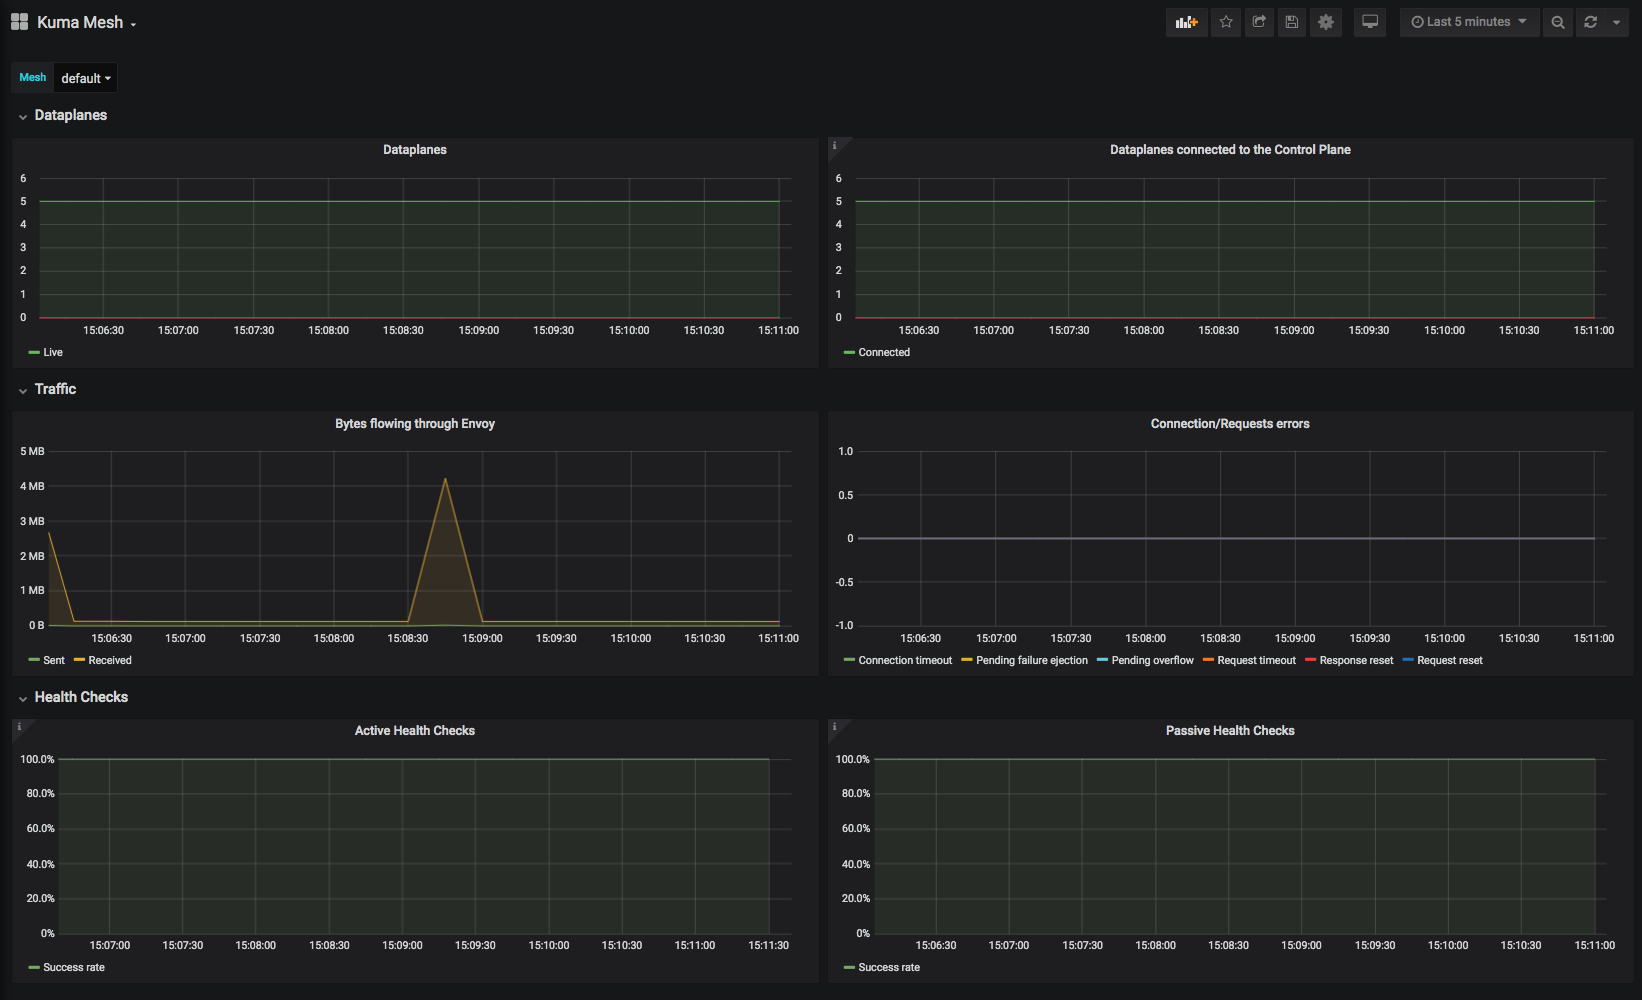 Kuma Mesh
Last 5 minutes
Mesh default
Dataplanes
Dataplanes
6
5
4
3
2
1
0
15:06:30 15:07:00 15:07:30 15:08:00 15:08:30 15:09:00 15:09:30 15:10:00 15:10:30 15:11:00
Live
i
Dataplanes connected to the Control Plane
6
5
4
3
2
1
0
15:06:30 15:07:00 15:07:30 15:08:00 15:08:30 15:09:00 15:09:30 15:10:00 15:10:30 15:11:00
Connected
Traffic
Bytes flowing through Envoy
5 MB
4 MB
3 MB
2 MB
1 MB
0 B
15:06:30 15:07:00 15:07:30 15:08:00 15:08:30 15:09:00 15:09:30 15:10:00 15:10:30 15:11:00
Sent Received
Connection/Requests errors
1.0
0.5
0
-0.5
-1.0
15:06:30 15:07:00 15:07:30 15:08:00 15:08:30 15:09:00 15:09:30 15:10:00 15:10:30 15:11:00
Connection timeout Pending failure ejection Pending overflow Request timeout Response reset Request reset
Health Checks
i
Active Health Checks
100.0%
80.0%
60.0%
40.0%
20.0%
0%
15:07:00 15:07:30 15:08:00 15:08:30 15:09:00 15:09:30 15:10:00 15:10:30 15:11:00 15:11:30
Success rate
i
Passive Health Checks
100.0%
80.0%
60.0%
40.0%
20.0%
0%
15:06:30 15:07:00 15:07:30 15:08:00 15:08:30 15:09:00 15:09:30 15:10:00 15:10:30 15:11:00
Success rate